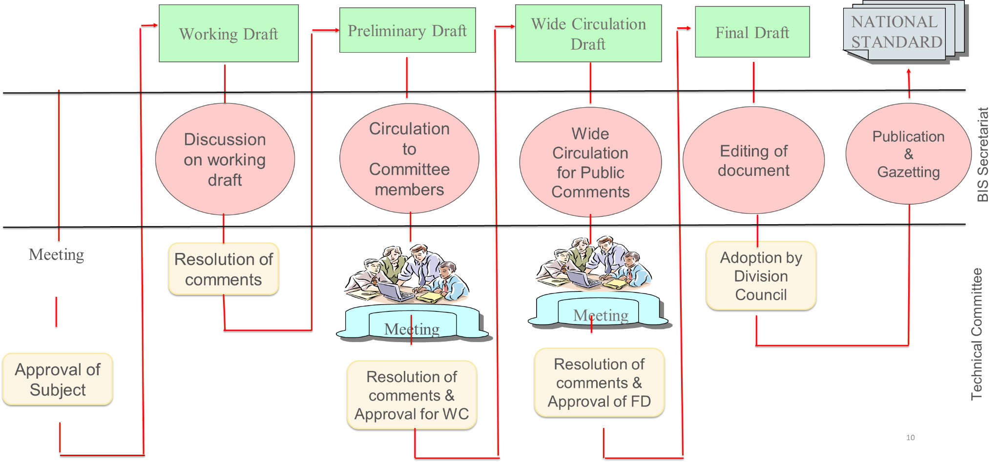 Working Draft
Preliminary Draft
Wide Circulation
Draft
Final Draft
NATIONAL
STANDARD
Discussion
on working
draft
Circulation
to
Committee
members
Wide
Circulation
for Public
Comments
Editing of
document
Publication
&
Gazetting
BIS Secretariat
Meeting
Approval of
Subject
Resolution of
comments
Meeting
Resolution of
comments &
Approval for WC
Meeting
Resolution of
comments &
Approval of FD
Adoption by
Division
Council
Technical Committee
10